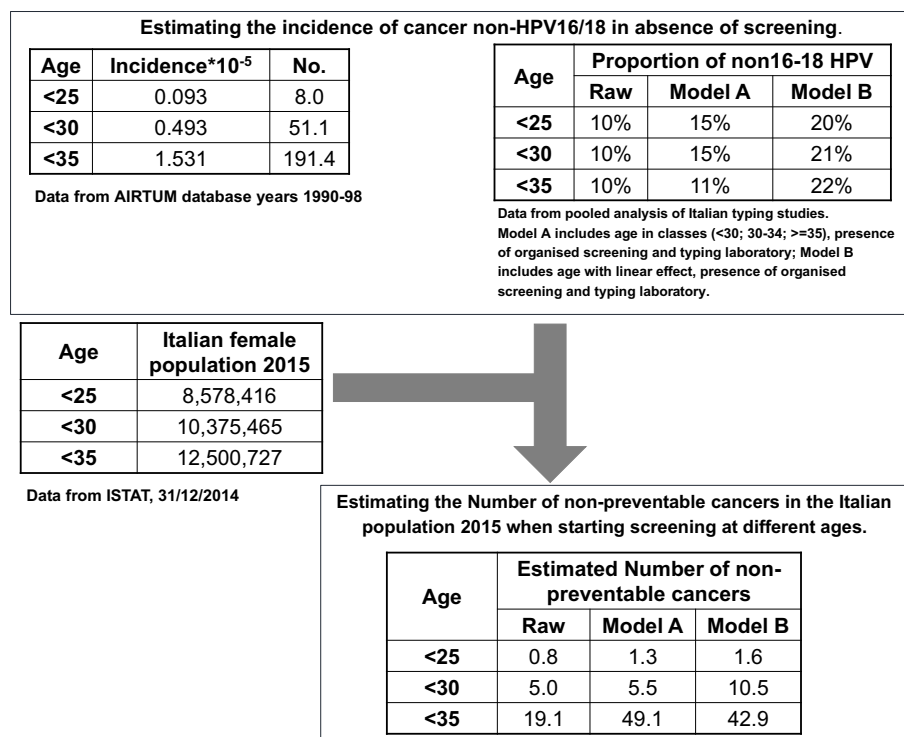 Estimating the incidence of cancer non-HPV16/18 in absence of screening.
Age Incidence*10-5 No.
<25 0.093 8.0
<30 0.493 51.1
<35 1.531 191.4
Data from AIRTUM database years 1990-98
Age Proportion of non16-18 HPV
Raw Model A Model B
<25 10% 15% 20%
<30 10% 15% 21%
<35 10% 11% 22%
Data from pooled analysis of Italian typing studies.
Model A includes age in classes (<30; 30-34; >=35), presence
of organised screening and typing laboratory; Model B
includes age with linear effect, presence of organised
screening and typing laboratory.
Age Italian female
population 2015
<25 8,578,416
<30 10,375,465
<35 12,500,727
Data from ISTAT, 31/12/2014
Estimating the Number of non-preventable cancers in the Italian
population 2015 when starting screening at different ages.
Age Estimated Number of non-
preventable cancers
Raw Model A Model B
<25 0.8 1.3 1.6
<30 5.0 5.5 10.5
<35 19.1 49.1 42.9